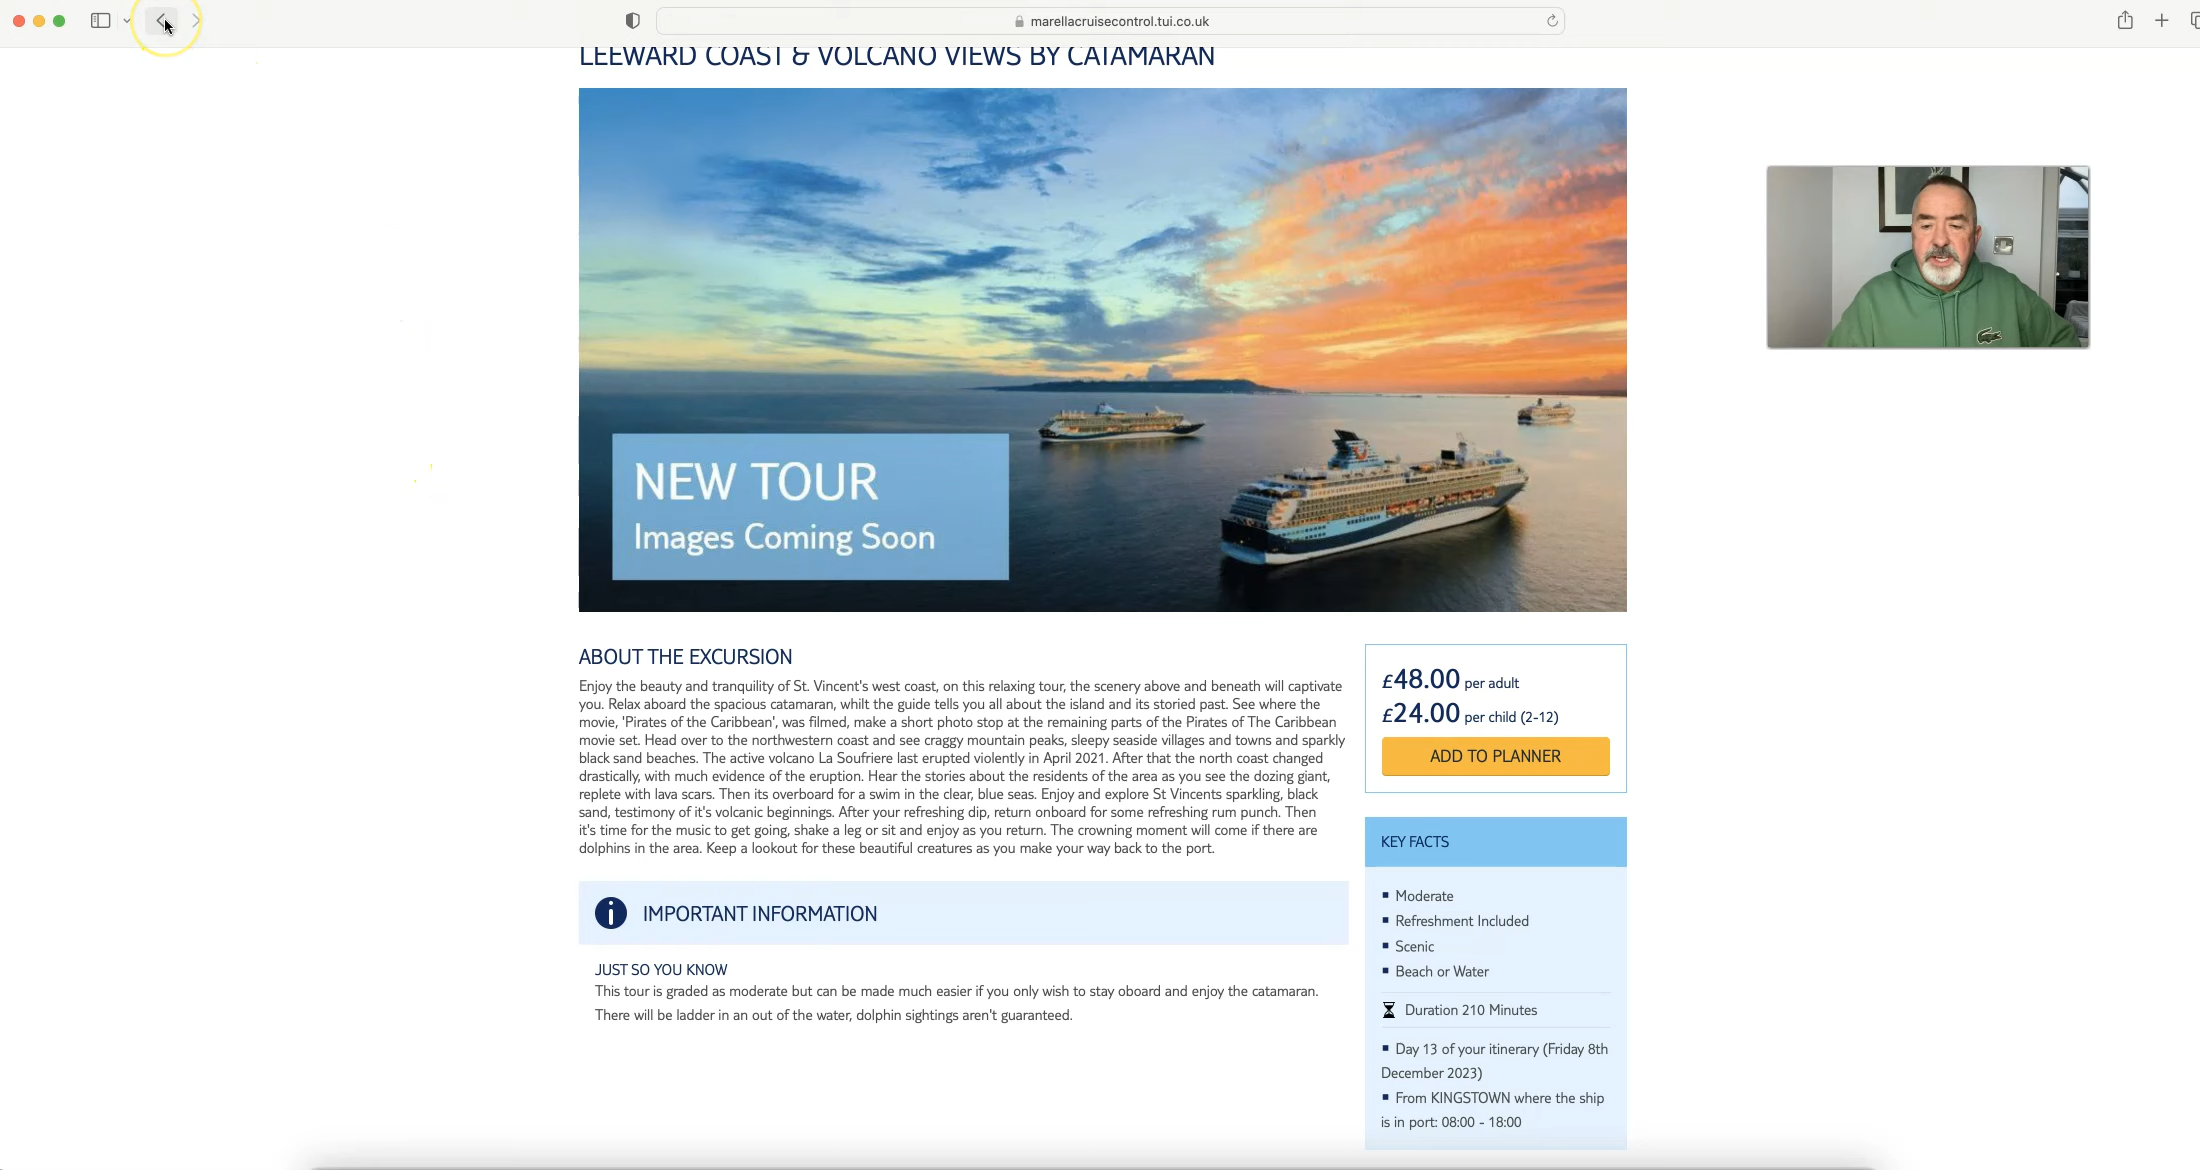 marellacruisecontrol.tui.co.uk
LEEWARD COAST & VOLCANO VIEWS BY CATAMARAN
NEW TOUR
Images Coming Soon
ABOUT THE EXCURSION
Enjoy the beauty and tranquility of St. Vincent's west coast, on this relaxing tour, the scenery above and beneath will captivate
you. Relax aboard the spacious catamaran, whilt the guide tells you all about the island and its storied past. See where the
movie, 'Pirates of the Caribbean', was filmed, make a short photo stop at the remaining parts of the Pirates of The Caribbean
movie set. Head over to the northwestern coast and see craggy mountain peaks, sleepy seaside villages and towns and sparkly
black sand beaches. The active volcano La Soufriere last erupted violently in April 2021. After that the north coast changed
drastically, with much evidence of the eruption. Hear the stories about the residents of the area as you see the dozing giant,
replete with lava scars. Then its overboard for a swim in the clear, blue seas. Enjoy and explore St Vincents sparkling, black
sand, testimony of it's volcanic beginnings. After your refreshing dip, return onboard for some refreshing rum punch. Then
it's time for the music to get going, shake a leg or sit and enjoy as you return. The crowning moment will come if there are
dolphins in the area. Keep a lookout for these beautiful creatures as you make your way back to the port.
IMPORTANT INFORMATION
JUST SO YOU KNOW
This tour is graded as moderate but can be made much easier if you only wish to stay oboard and enjoy the catamaran.
There will be ladder in an out of the water, dolphin sightings aren't guaranteed.
£48.00 per adult
£24.00 per child (2-12)
ADD TO PLANNER
KEY FACTS
Moderate
Refreshment Included
Scenic
Beach or Water
Duration 210 Minutes
Day 13 of your itinerary (Friday 8th
December 2023)
From KINGSTOWN where the ship
is in port: 08:00 - 18:00